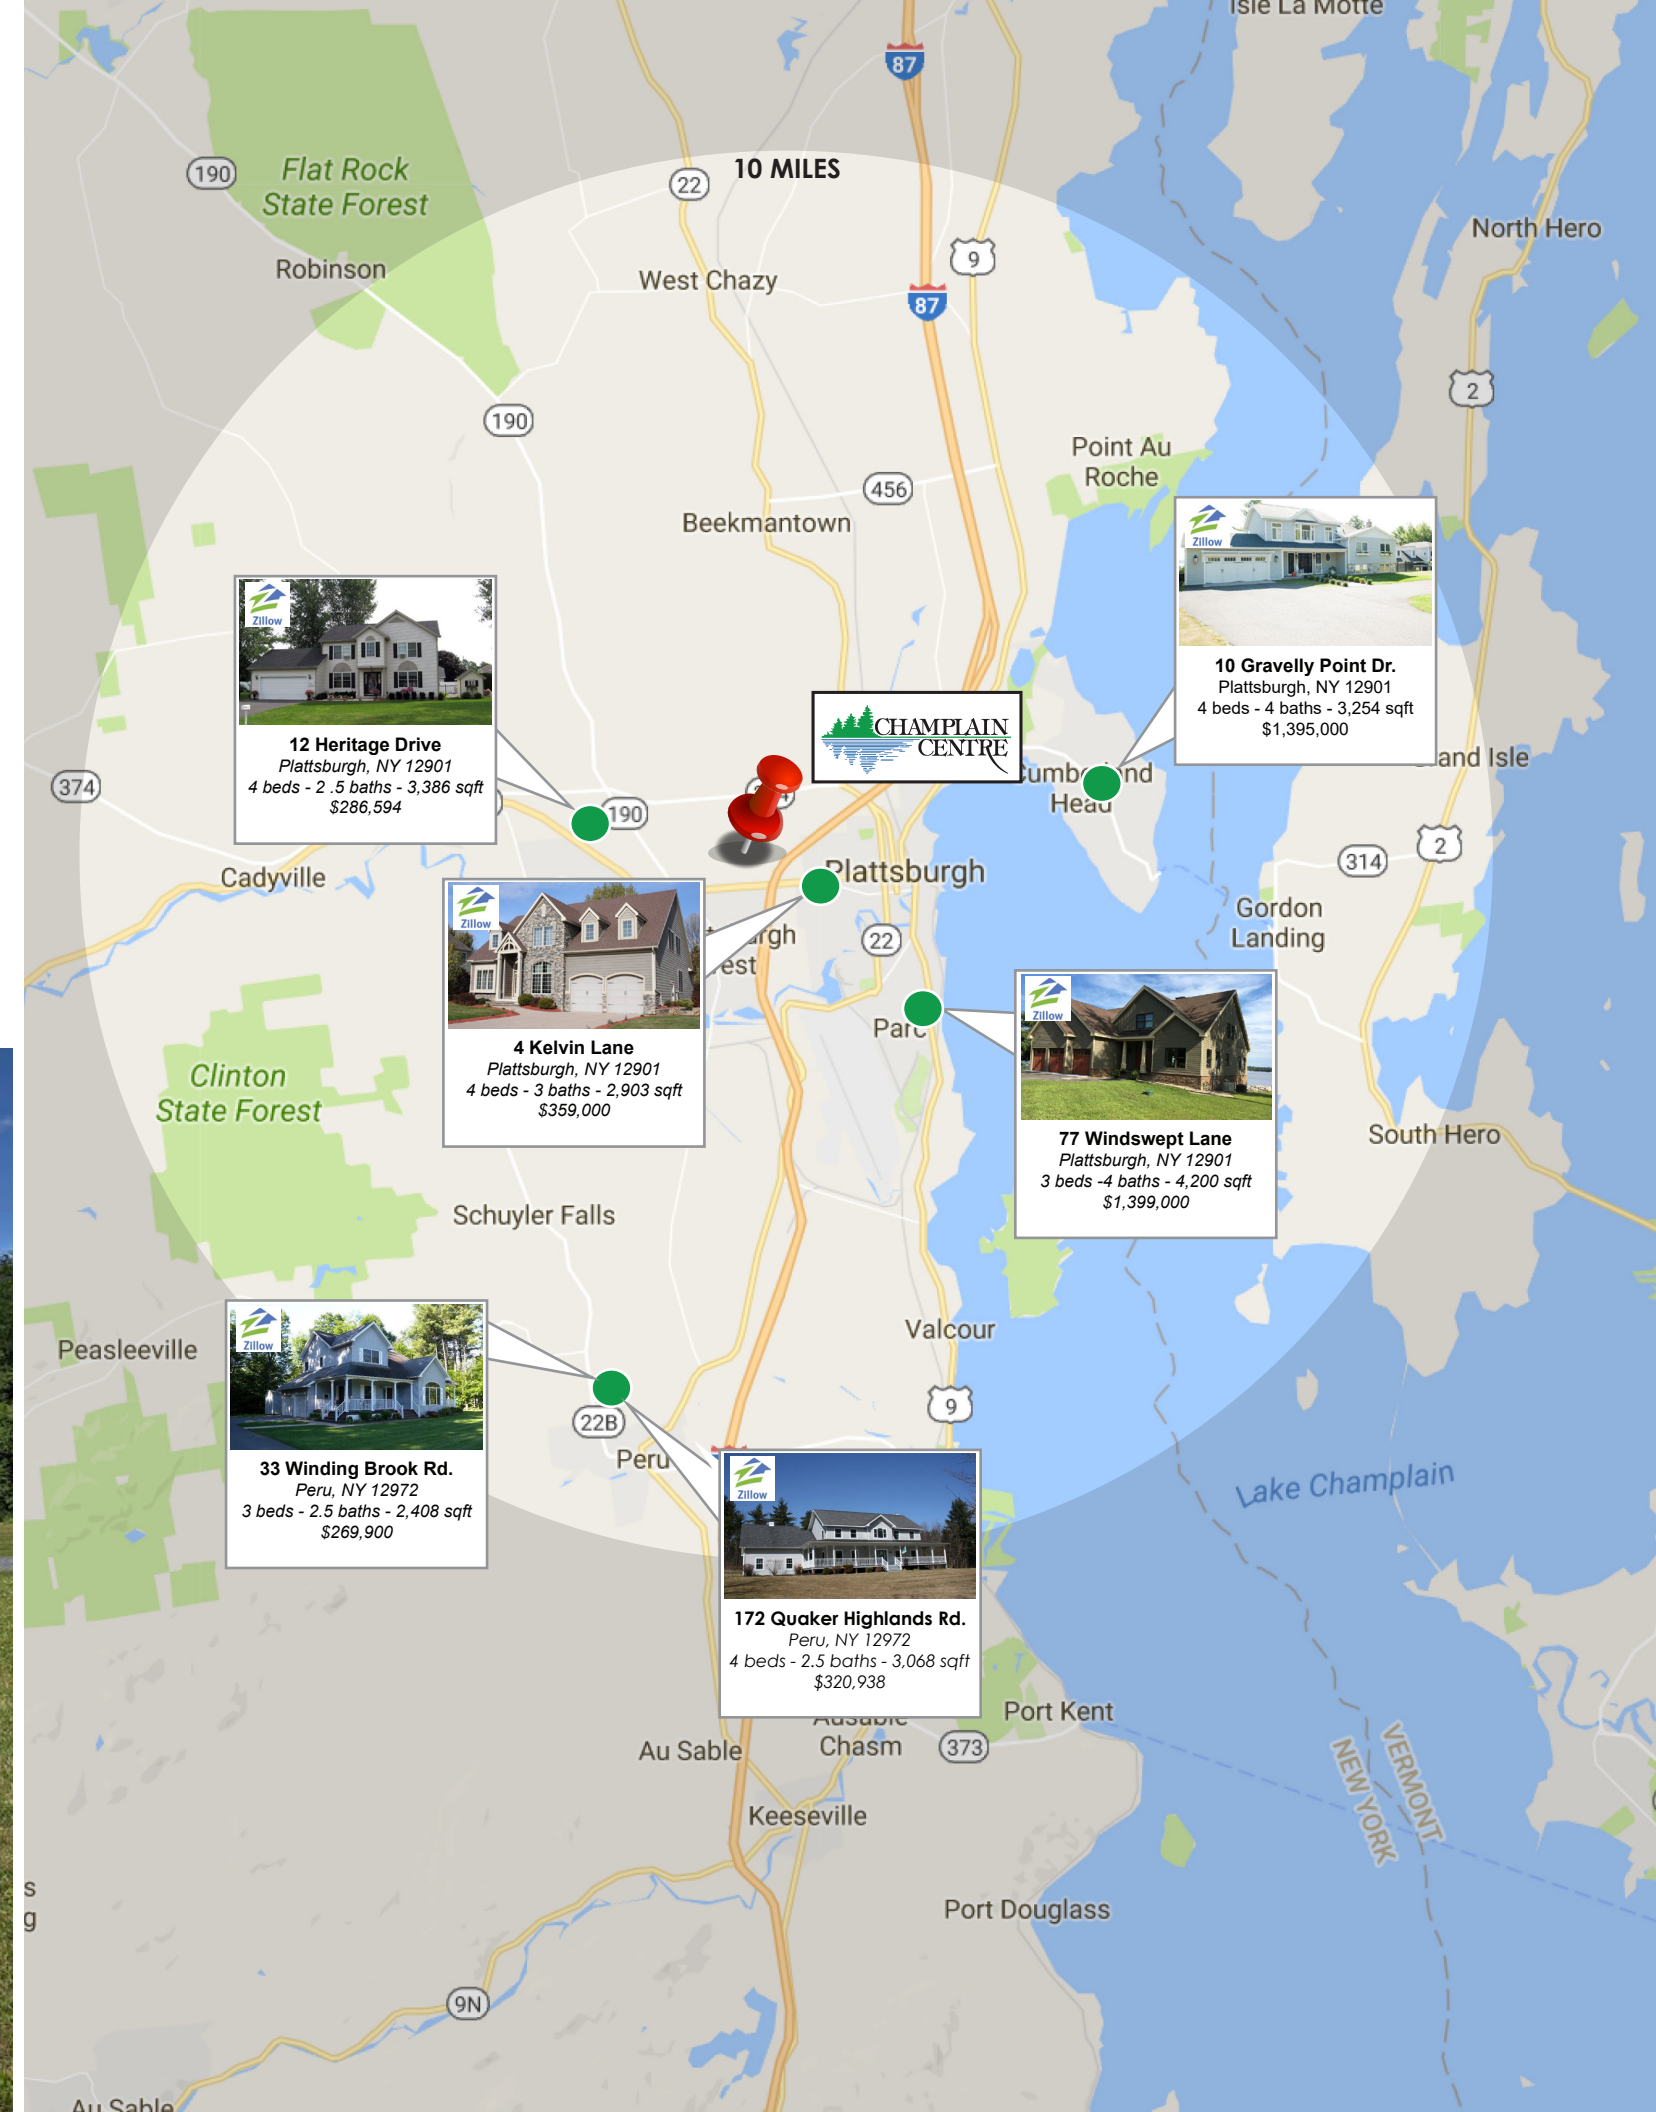 Isle La Motte
87
10 MILES
190
Flat Rock
State Forest
22
North Hero
Robinson
West Chazy
9
87
2
190
Point Au
Roche
456
Beekmantown
Zillow
10 Gravelly Point Dr.
Plattsburgh, NY 12901
4 beds - 4 baths - 3,254 sqft
$1,395,000
Zillow
12 Heritage Drive
Plattsburgh, NY 12901
4 beds - 2 .5 baths - 3,386 sqft
$286,594
CHAMPLAIN
CENTRE
and Isle
Head
374
190
2
314
Cadyville
Plattsburgh
Zillow
4 Kelvin Lane
Plattsburgh, NY 12901
4 beds - 3 baths - 2,903 sqft
$359,000
urgh
est
22
Gordon
Landing
Parc
Zillow
77 Windswept Lane
Plattsburgh, NY 12901
3 beds -4 baths - 4,200 sqft
$1,399,000
Clinton
State Forest
South Hero
Schuyler Falls
Valcour
Peasleeville
Zillow
33 Winding Brook Rd.
Peru, NY 12972
3 beds - 2.5 baths - 2,408 sqft
$269,900
9
22B
Peru
Lake Champlain
Zillow
172 Quaker Highlands Rd.
Peru, NY 12972
4 beds - 2.5 baths - 3,068 sqft
$320,938
Port Kent
Ausable
Chasm
373
Au Sable
VERMONT
NEW YORK
Keeseville
s
g
Port Douglass
9N
Au Sable